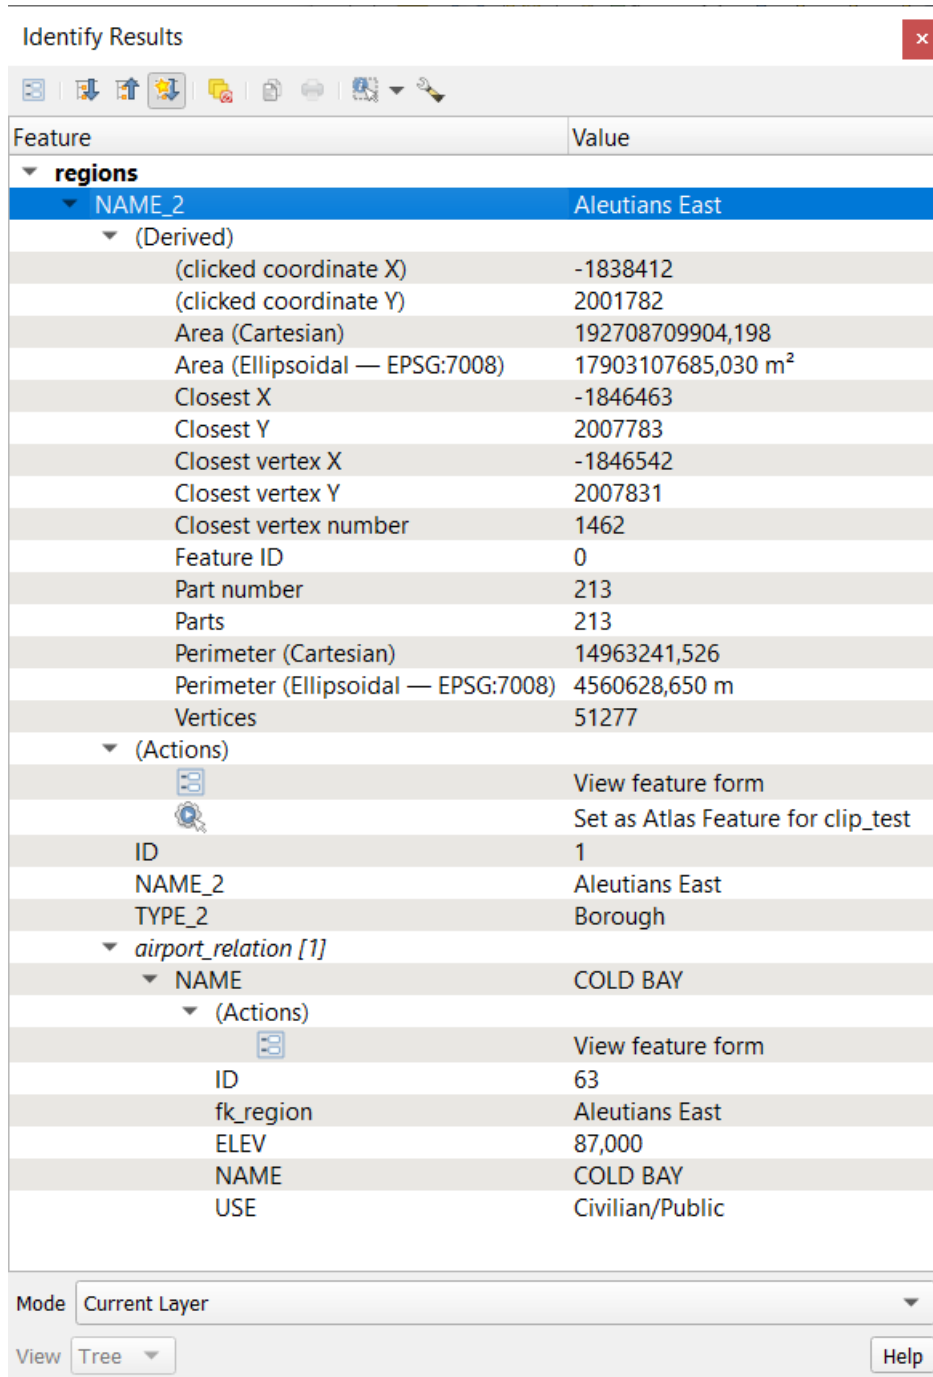 Identify Results
Feature Value
regions
NAME_2 Aleutians East
(Derived)
(clicked coordinate X) -1838412
(clicked coordinate Y) 2001782
Area (Cartesian) 192708709904,198
Area (Ellipsoidal — EPSG:7008) 17903107685,030 m²
Closest X -1846463
Closest Y 2007783
Closest vertex X -1846542
Closest vertex Y 2007831
Closest vertex number 1462
Feature ID 0
Part number 213
Parts 213
Perimeter (Cartesian) 14963241,526
Perimeter (Ellipsoidal — EPSG:7008) 4560628,650 m
Vertices 51277
(Actions)
View feature form
Set as Atlas Feature for clip_test
ID 1
NAME_2 Aleutians East
TYPE_2 Borough
airport_relation [1]
NAME COLD BAY
(Actions)
View feature form
ID 63
fk_region Aleutians East
ELEV 87,000
NAME COLD BAY
USE Civilian/Public
Mode Current Layer
View Tree Help